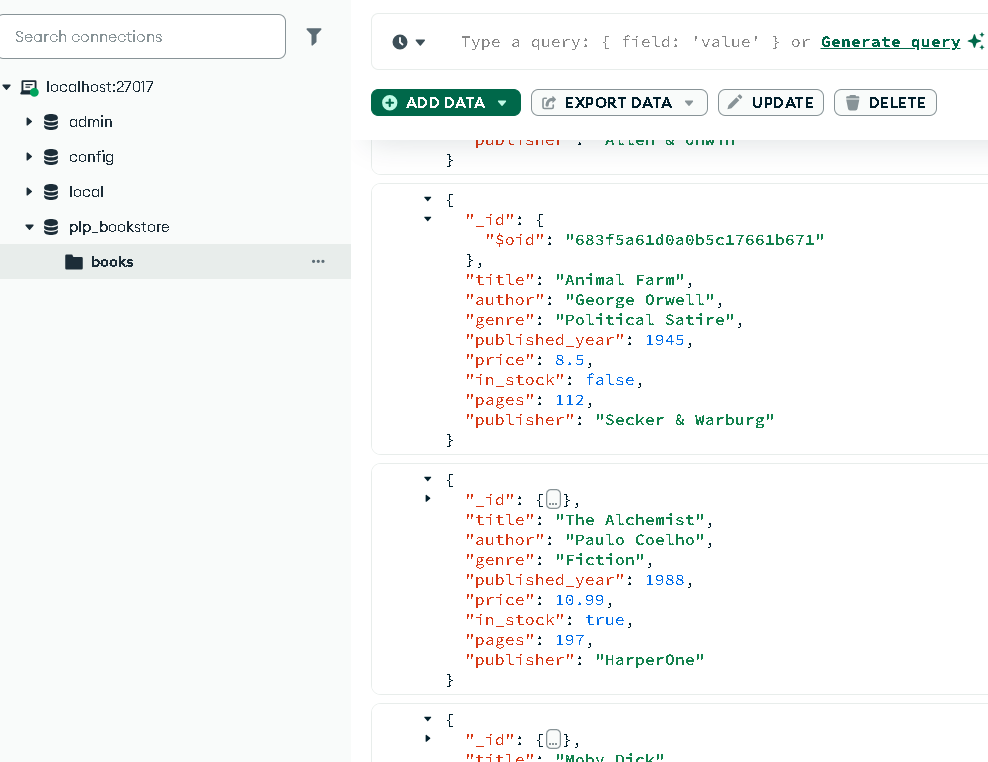 Search connections
localhost:27017
admin
config
local
plp_bookstore
books
Type a query: { field: 'value' } or Generate query
ADD DATA
EXPORT DATA
UPDATE
DELETE
"publisher": "Allen & Unwin"
}
{
"_id": {
"$oid": "683f5a61d0a0b5c17661b671"
},
"title": "Animal Farm",
"author": "George Orwell",
"genre": "Political Satire",
"published_year": 1945,
"price": 8.5,
"in_stock": false,
"pages": 112,
"publisher": "Secker & Warburg"
}
{
"_id": {…},
"title": "The Alchemist",
"author": "Paulo Coelho",
"genre": "Fiction",
"published_year": 1988,
"price": 10.99,
"in_stock": true,
"pages": 197,
"publisher": "HarperOne"
}
{
"_id": {…},
"title": "Moby Dick"